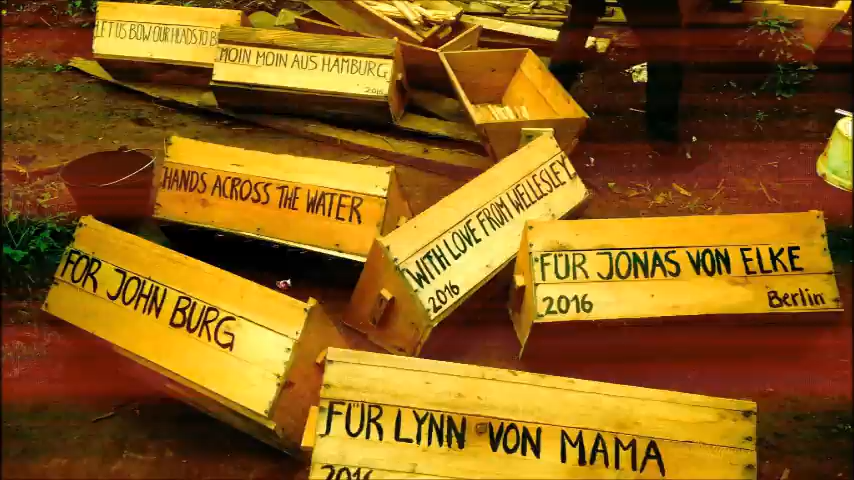 LET US BOW OUR HEADS TO B
MOIN MOIN AUS HAMBURG
2016
HANDS ACROSS THE WATER
WITH LOVE FROM WELLESLEY
2016
FÜR JONAS VON ELKE
2016 Berlin
FOR JOHN BURG
FÜR LYNN VON MAMA
2016